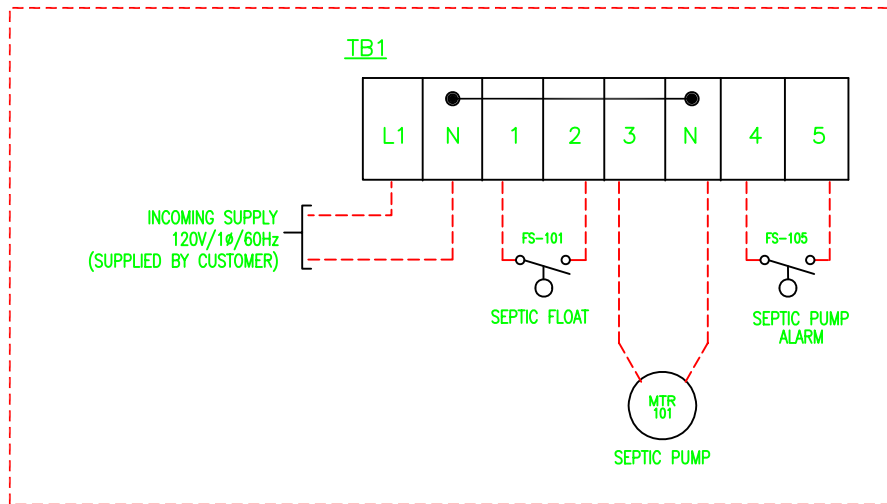 TB1
L1 N 1 2 3 N 4 5
INCOMING SUPPLY
120V/1ø/60Hz
(SUPPLIED BY CUSTOMER)
FS-101
SEPTIC FLOAT
FS-105
SEPTIC PUMP
ALARM
MTR
101
SEPTIC PUMP